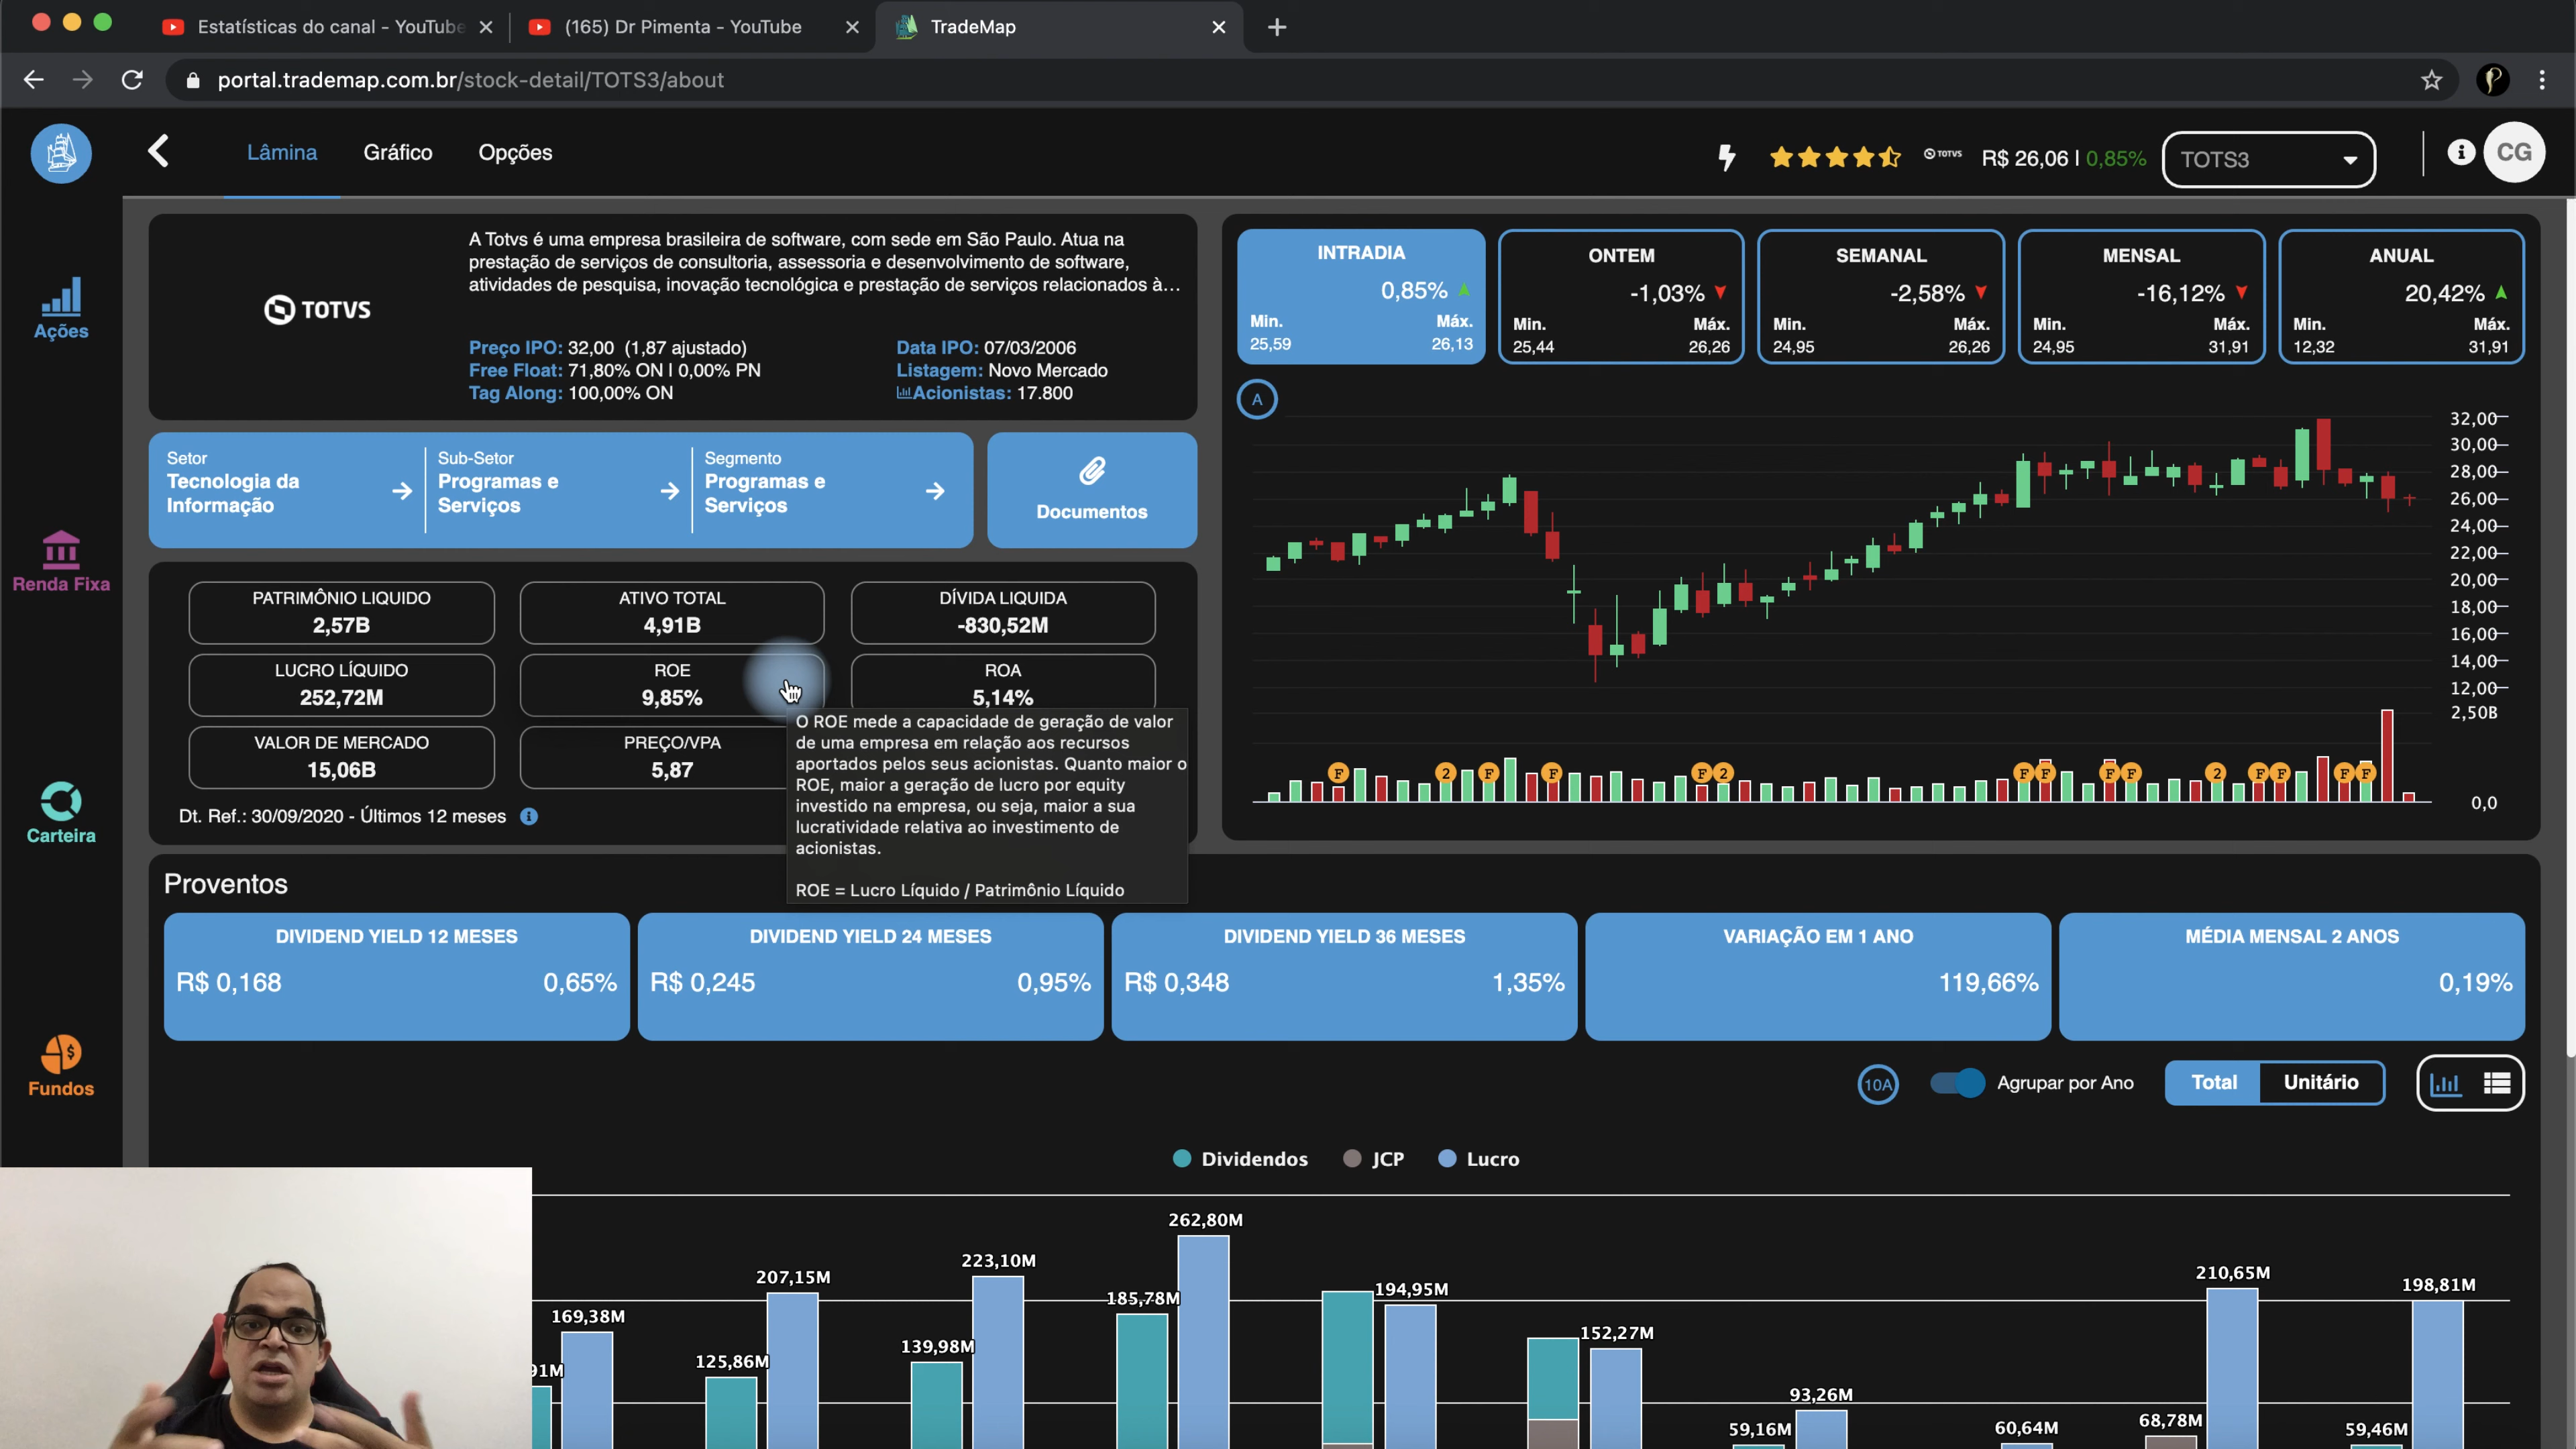 Estatísticas do canal - YouTube
(165) Dr Pimenta - YouTube
TradeMap
portal.trademap.com.br/stock-detail/TOTS3/about
Lâmina
Gráfico
Opções
TOTVS
R$ 26,06 | 0,85%
TOTS3
CG
Ações
Renda Fixa
Carteira
Fundos
TOTVS
A Totvs é uma empresa brasileira de software, com sede em São Paulo. Atua na
prestação de serviços de consultoria, assessoria e desenvolvimento de software,
atividades de pesquisa, inovação tecnológica e prestação de serviços relacionados à...
Preço IPO: 32,00 (1,87 ajustado)
Data IPO: 07/03/2006
Free Float: 71,80% ON | 0,00% PN
Listagem: Novo Mercado
Tag Along: 100,00% ON
Acionistas: 17.800
Setor
Tecnologia da
Informação
Sub-Setor
Programas e
Serviços
Segmento
Programas e
Serviços
Documentos
PATRIMÔNIO LIQUIDO
2,57B
ATIVO TOTAL
4,91B
DÍVIDA LIQUIDA
-830,52M
LUCRO LÍQUIDO
252,72M
ROE
9,85%
ROA
5,14%
VALOR DE MERCADO
15,06B
PREÇO/VPA
5,87
Dt. Ref.: 30/09/2020 - Últimos 12 meses
O ROE mede a capacidade de geração de valor
de uma empresa em relação aos recursos
aportados pelos seus acionistas. Quanto maior o
ROE, maior a geração de lucro por equity
investido na empresa, ou seja, maior a sua
lucratividade relativa ao investimento de
acionistas.
ROE = Lucro Líquido / Patrimônio Líquido
INTRADIA
0,85%
Min.
Máx.
25,59
26,13
ONTEM
-1,03%
Min.
Máx.
25,44
26,26
SEMANAL
-2,58%
Min.
Máx.
24,95
26,26
MENSAL
-16,12%
Min.
Máx.
24,95
31,91
ANUAL
20,42%
Min.
Máx.
12,32
31,91
A
32,00
30,00
28,00
26,00
24,00
22,00
20,00
18,00
16,00
14,00
12,00
2,50B
0,0
F 2 F F F 2 F F F F 2 F F F F
Proventos
DIVIDEND YIELD 12 MESES
R$ 0,168
0,65%
DIVIDEND YIELD 24 MESES
R$ 0,245
0,95%
DIVIDEND YIELD 36 MESES
R$ 0,348
1,35%
VARIAÇÃO EM 1 ANO
119,66%
MÉDIA MENSAL 2 ANOS
0,19%
10A
Agrupar por Ano
Total
Unitário
Dividendos
JCP
Lucro
91M
169,38M
125,86M
207,15M
139,98M
223,10M
185,78M
262,80M
194,95M
152,27M
59,16M
93,26M
60,64M
68,78M
210,65M
59,46M
198,81M